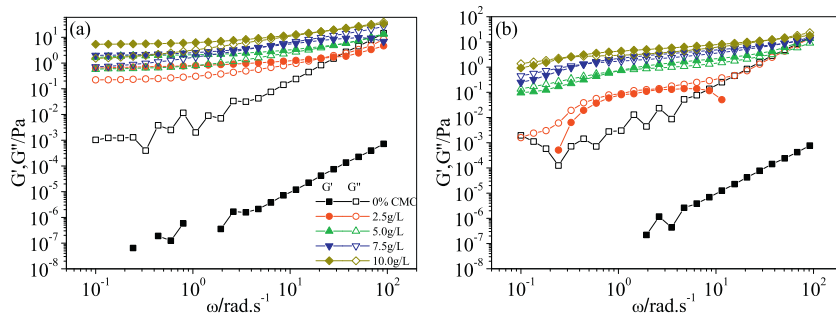 (a)
(b)
G',G''/Pa
G',G''/Pa
10^1
10^0
10^-1
10^-2
10^-3
10^-4
10^-5
10^-6
10^-7
10^-8
10^1
10^0
10^-1
10^-2
10^-3
10^-4
10^-5
10^-6
10^-7
10^-8
G' G''
0% CMC
2.5g/L
5.0g/L
7.5g/L
10.0g/L
10^-1 10^0 10^1 10^2
10^-1 10^0 10^1 10^2
ω/rad.s^-1
ω/rad.s^-1